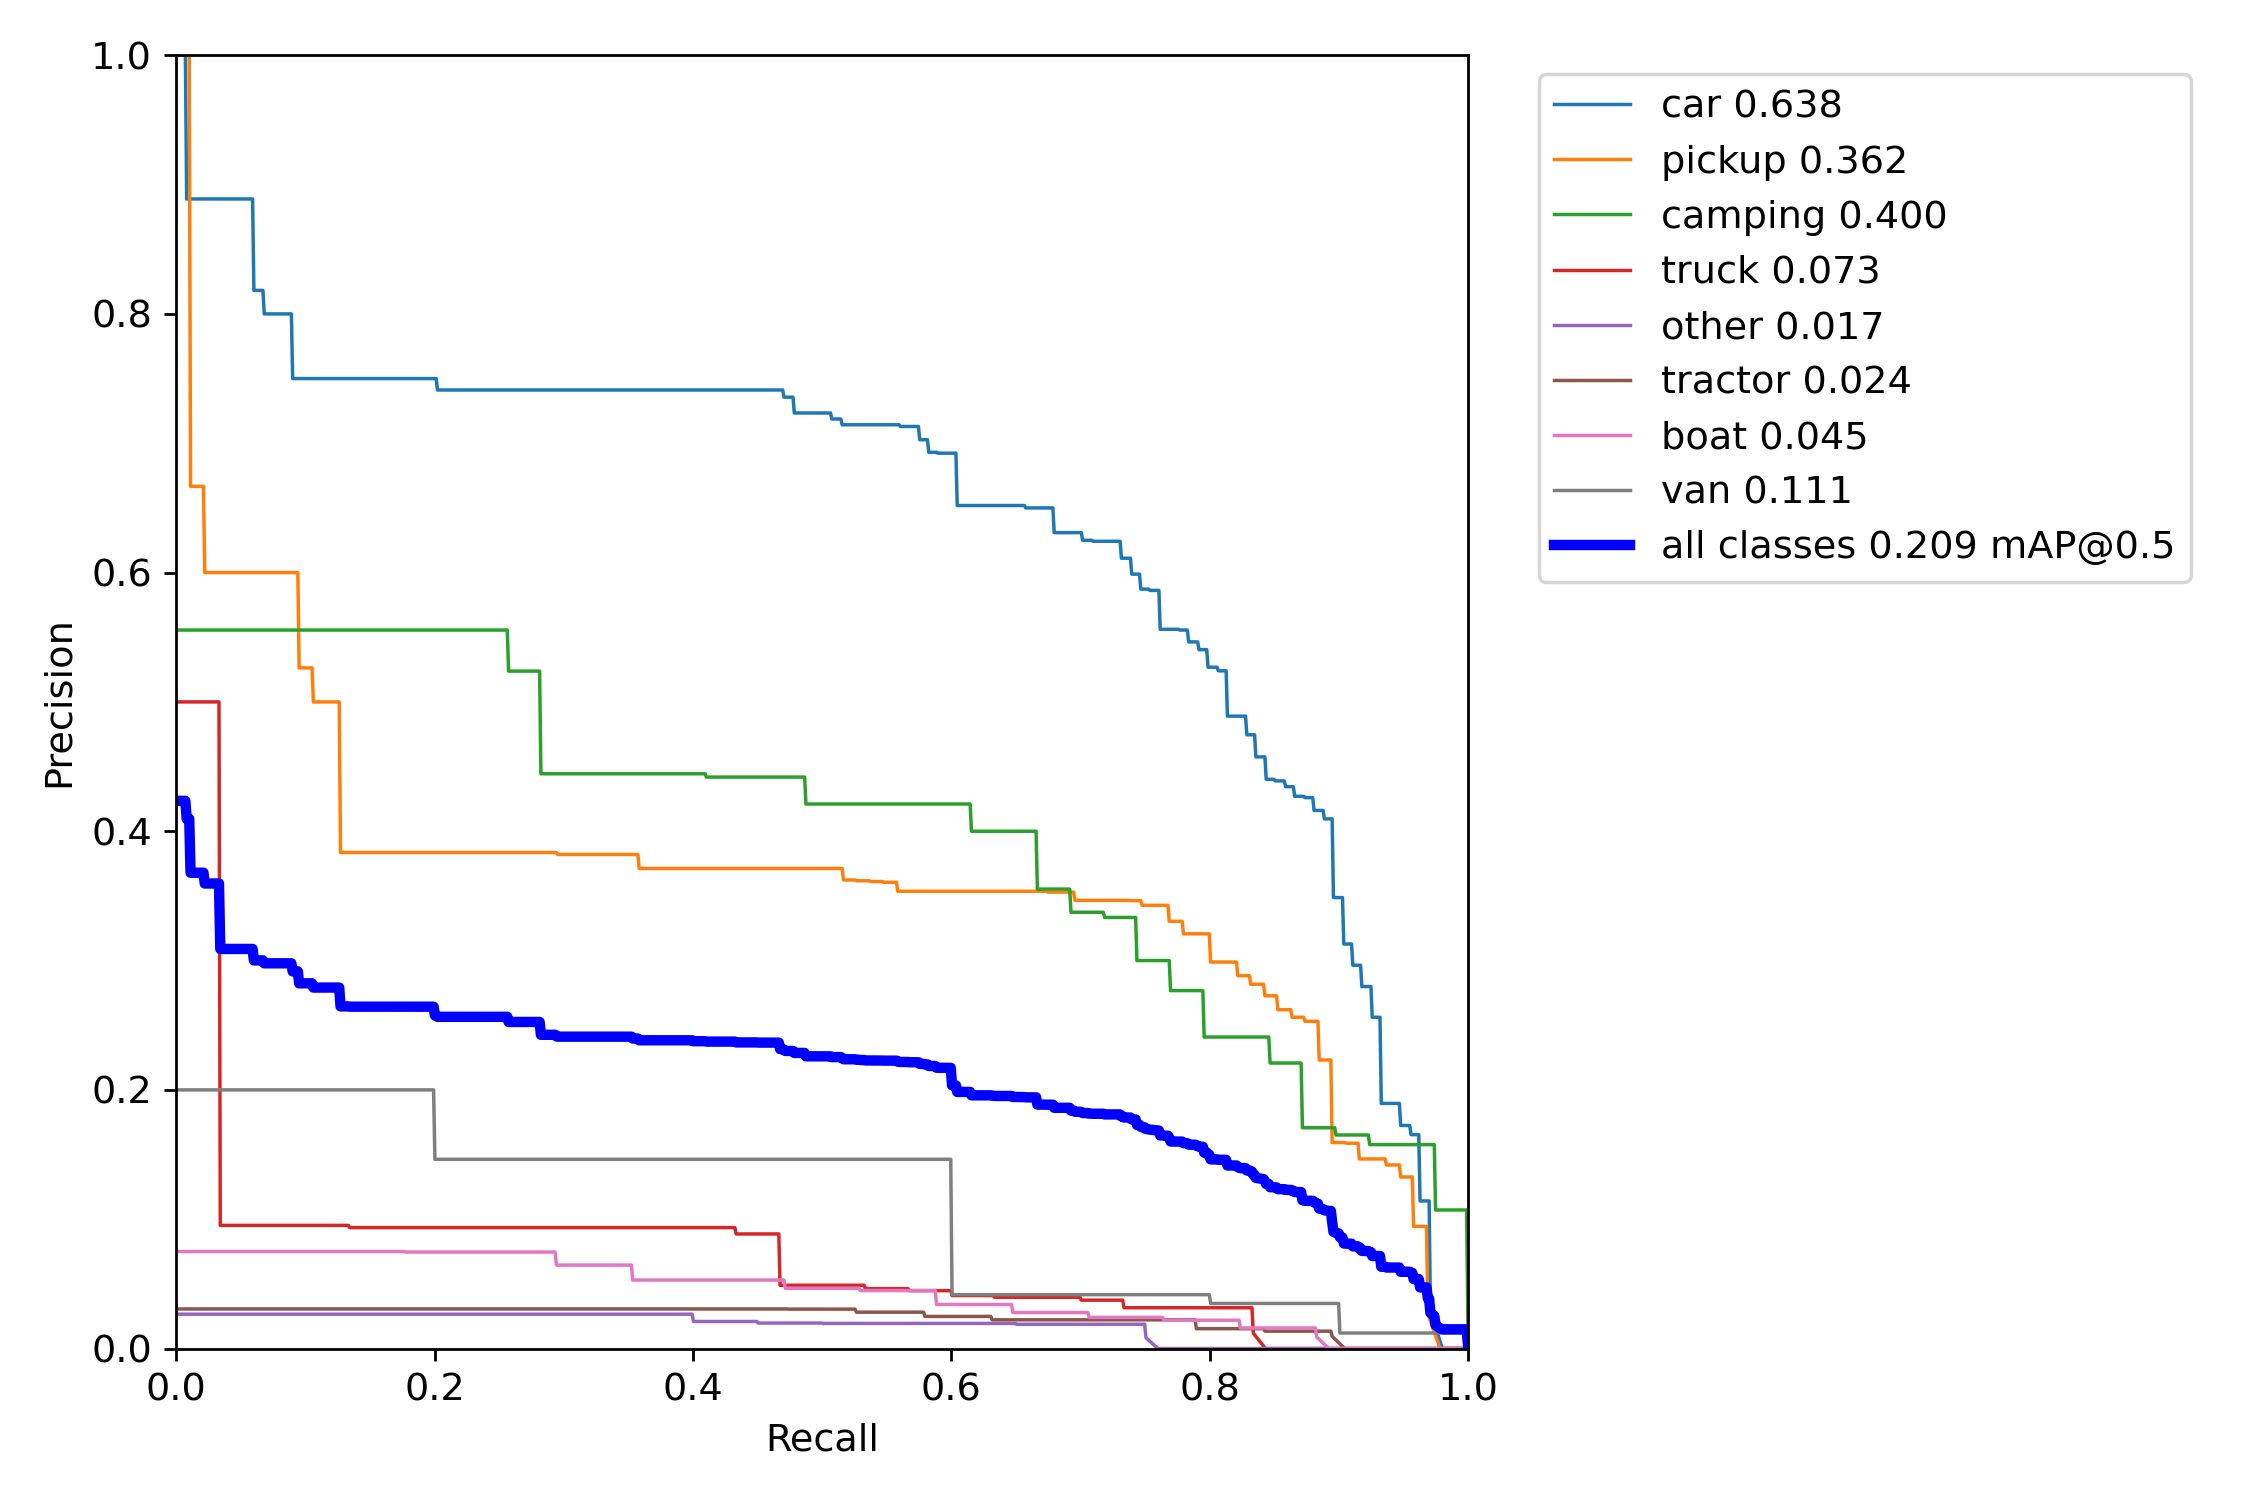 1.0
0.8
0.6
0.4
0.2
0.0
Precision
0.0 0.2 0.4 0.6 0.8 1.0
Recall
car 0.638
pickup 0.362
camping 0.400
truck 0.073
other 0.017
tractor 0.024
boat 0.045
van 0.111
all classes 0.209 mAP@0.5